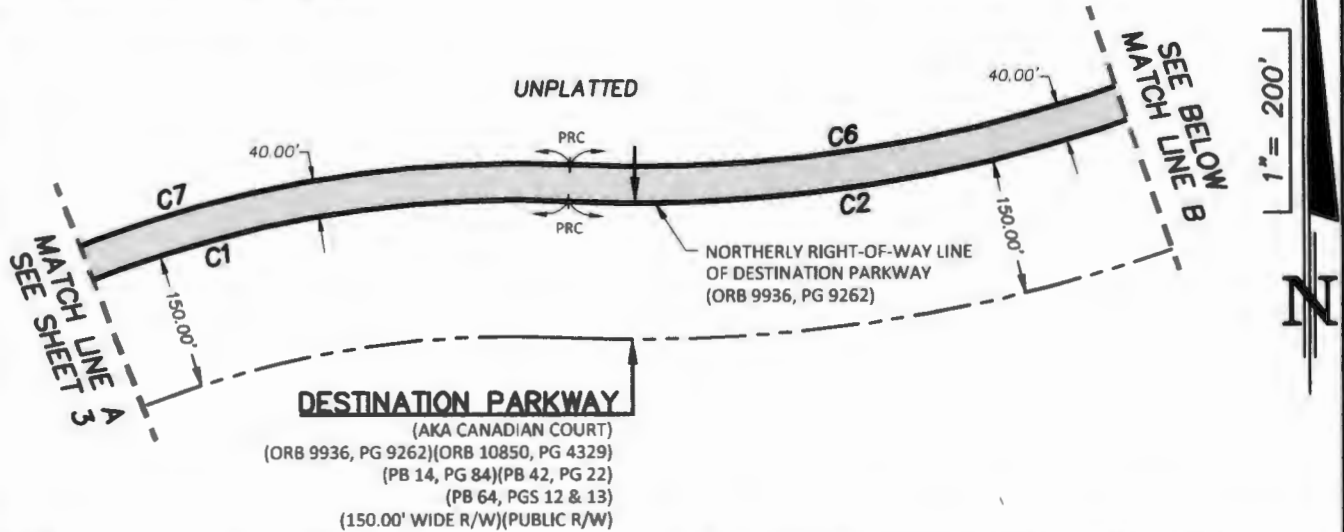 UNPLATTED
40.00'
SEE BELOW
MATCH LINE B
1"= 200'
PRC
C6
40.00'
C7
C2
PRC
C1
150.00'
NORTHERLY RIGHT-OF-WAY LINE
OF DESTINATION PARKWAY
(ORB 9936, PG 9262)
MATCH LINE A
SEE SHEET 3
150.00'
N
DESTINATION PARKWAY
(AKA CANADIAN COURT)
(ORB 9936, PG 9262)(ORB 10850, PG 4329)
(PB 14, PG 84)(PB 42, PG 22)
(PB 64, PGS 12 & 13)
(150.00' WIDE R/W)(PUBLIC R/W)